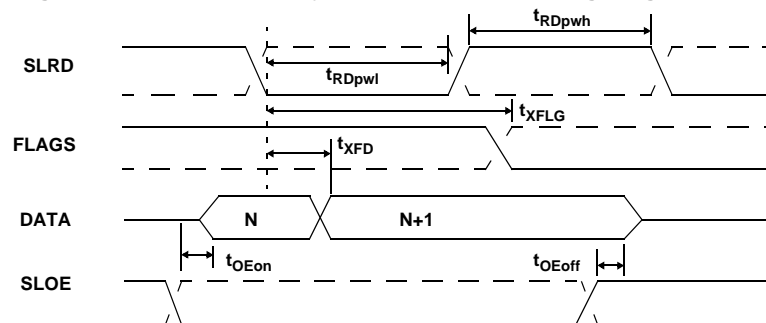 t_RDpwh
SLRD
t_RDpwl
t_XFLG
FLAGS
t_XFD
DATA
N
N+1
t_OEon
t_OEoff
SLOE